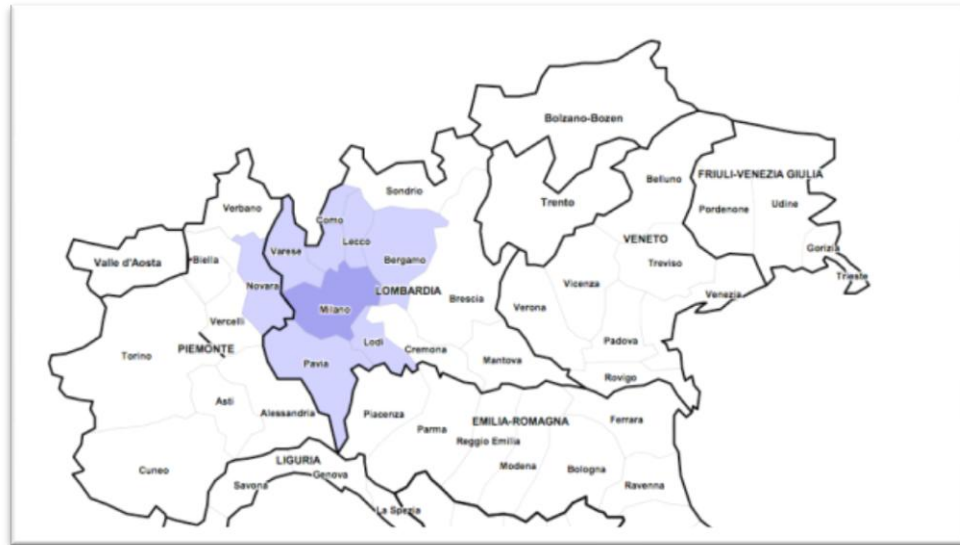 Bolzano-Bozen
Belluno
FRIULI-VENEZIA GIULIA
Sondrio
Trento
Pordenone
Udine
Verbano
Como
Lecco
VENETO
Gorizia
Varese
Valle d'Aosta
Biella
Bergamo
Treviso
Trieste
Novara
LOMBARDIA
Vicenza
Venezia
Brescia
Verona
Milano
Vercelli
Padova
Lodi
Cremona
PIEMONTE
Torino
Pavia
Mantova
Rovigo
Asti
Alessandria
Piacenza
EMILIA-ROMAGNA
Ferrara
Parma
Reggio Emilia
LIGURIA
Modena
Bologna
Cuneo
Genova
Savona
Ravenna
La Spezia